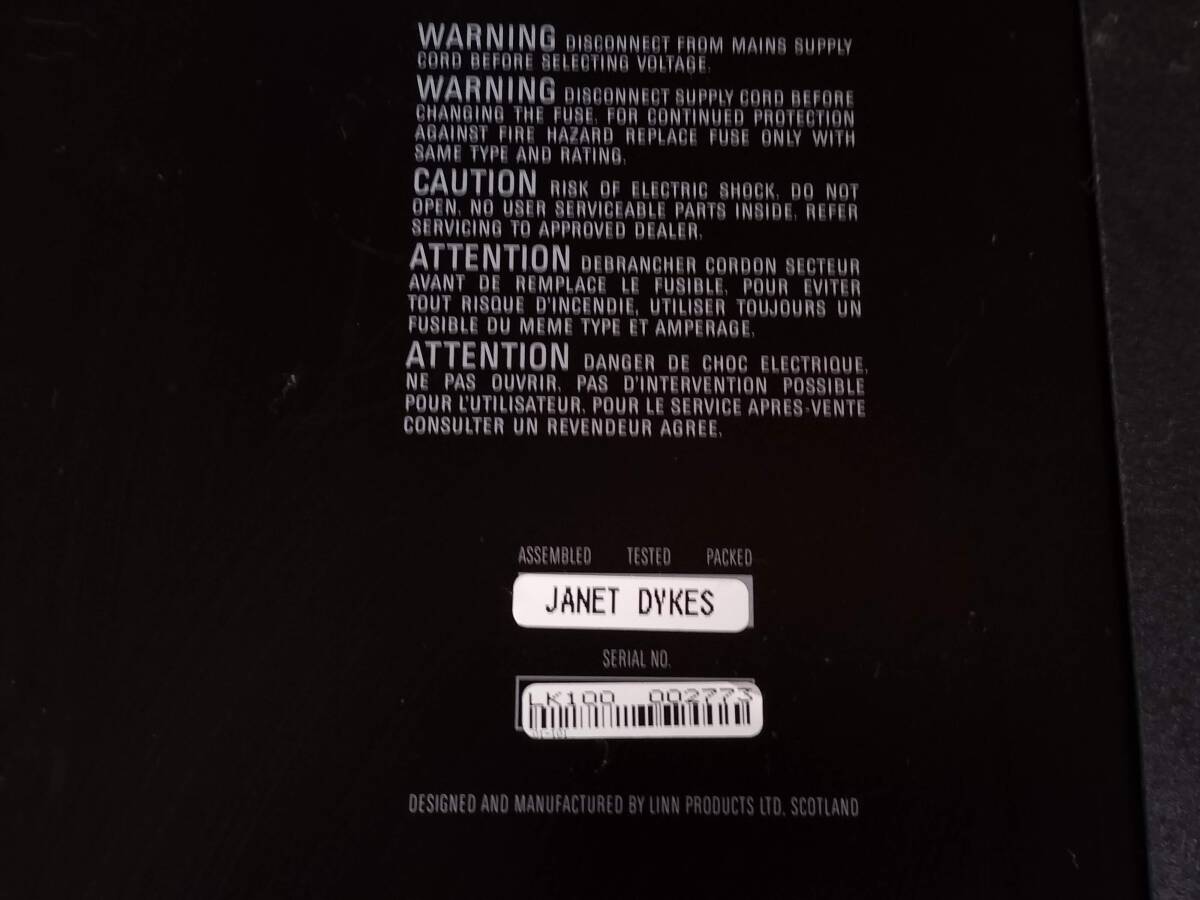 WARNING DISCONNECT FROM MAINS SUPPLY
CORD BEFORE SELECTING VOLTAGE.
WARNING DISCONNECT SUPPLY CORD BEFORE
CHANGING THE FUSE. FOR CONTINUED PROTECTION
AGAINST FIRE HAZARD REPLACE FUSE ONLY WITH
SAME TYPE AND RATING.
CAUTION RISK OF ELECTRIC SHOCK. DO NOT
OPEN. NO USER SERVICEABLE PARTS INSIDE. REFER
SERVICING TO APPROVED DEALER.
ATTENTION DEBRANCHER CORDON SECTEUR
AVANT DE REMPLACE LE FUSIBLE. POUR EVITER
TOUT RISQUE D'INCENDIE, UTILISER TOUJOURS UN
FUSIBLE DU MEME TYPE ET AMPERAGE.
ATTENTION DANGER DE CHOC ELECTRIQUE,
NE PAS OUVRIR. PAS D'INTERVENTION POSSIBLE
POUR L'UTILISATEUR. POUR LE SERVICE APRES-VENTE
CONSULTER UN REVENDEUR AGREE.
ASSEMBLED TESTED PACKED
JANET DYKES
SERIAL NO.
LK100 002773
DESIGNED AND MANUFACTURED BY LINN PRODUCTS LTD, SCOTLAND